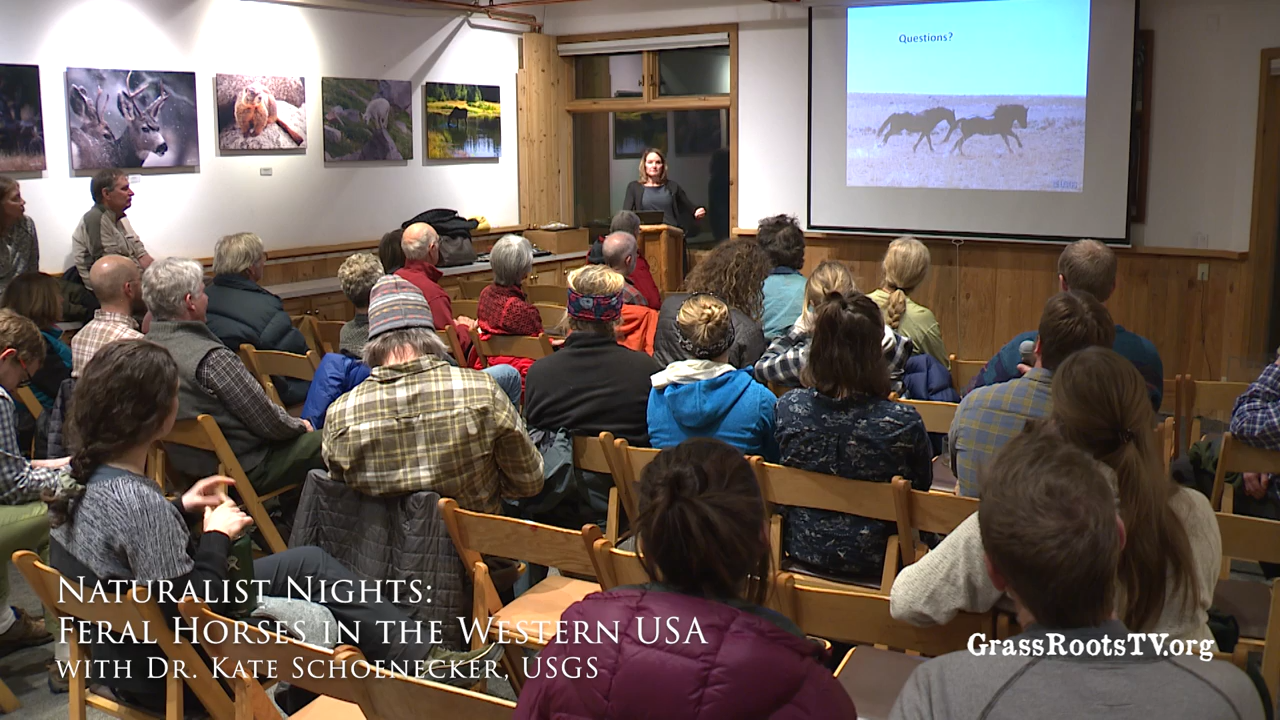 Questions?
Naturalist Nights:
Feral Horses in the Western USA
with Dr. Kate Schoenecker, USGS
GrassRootsTV.org